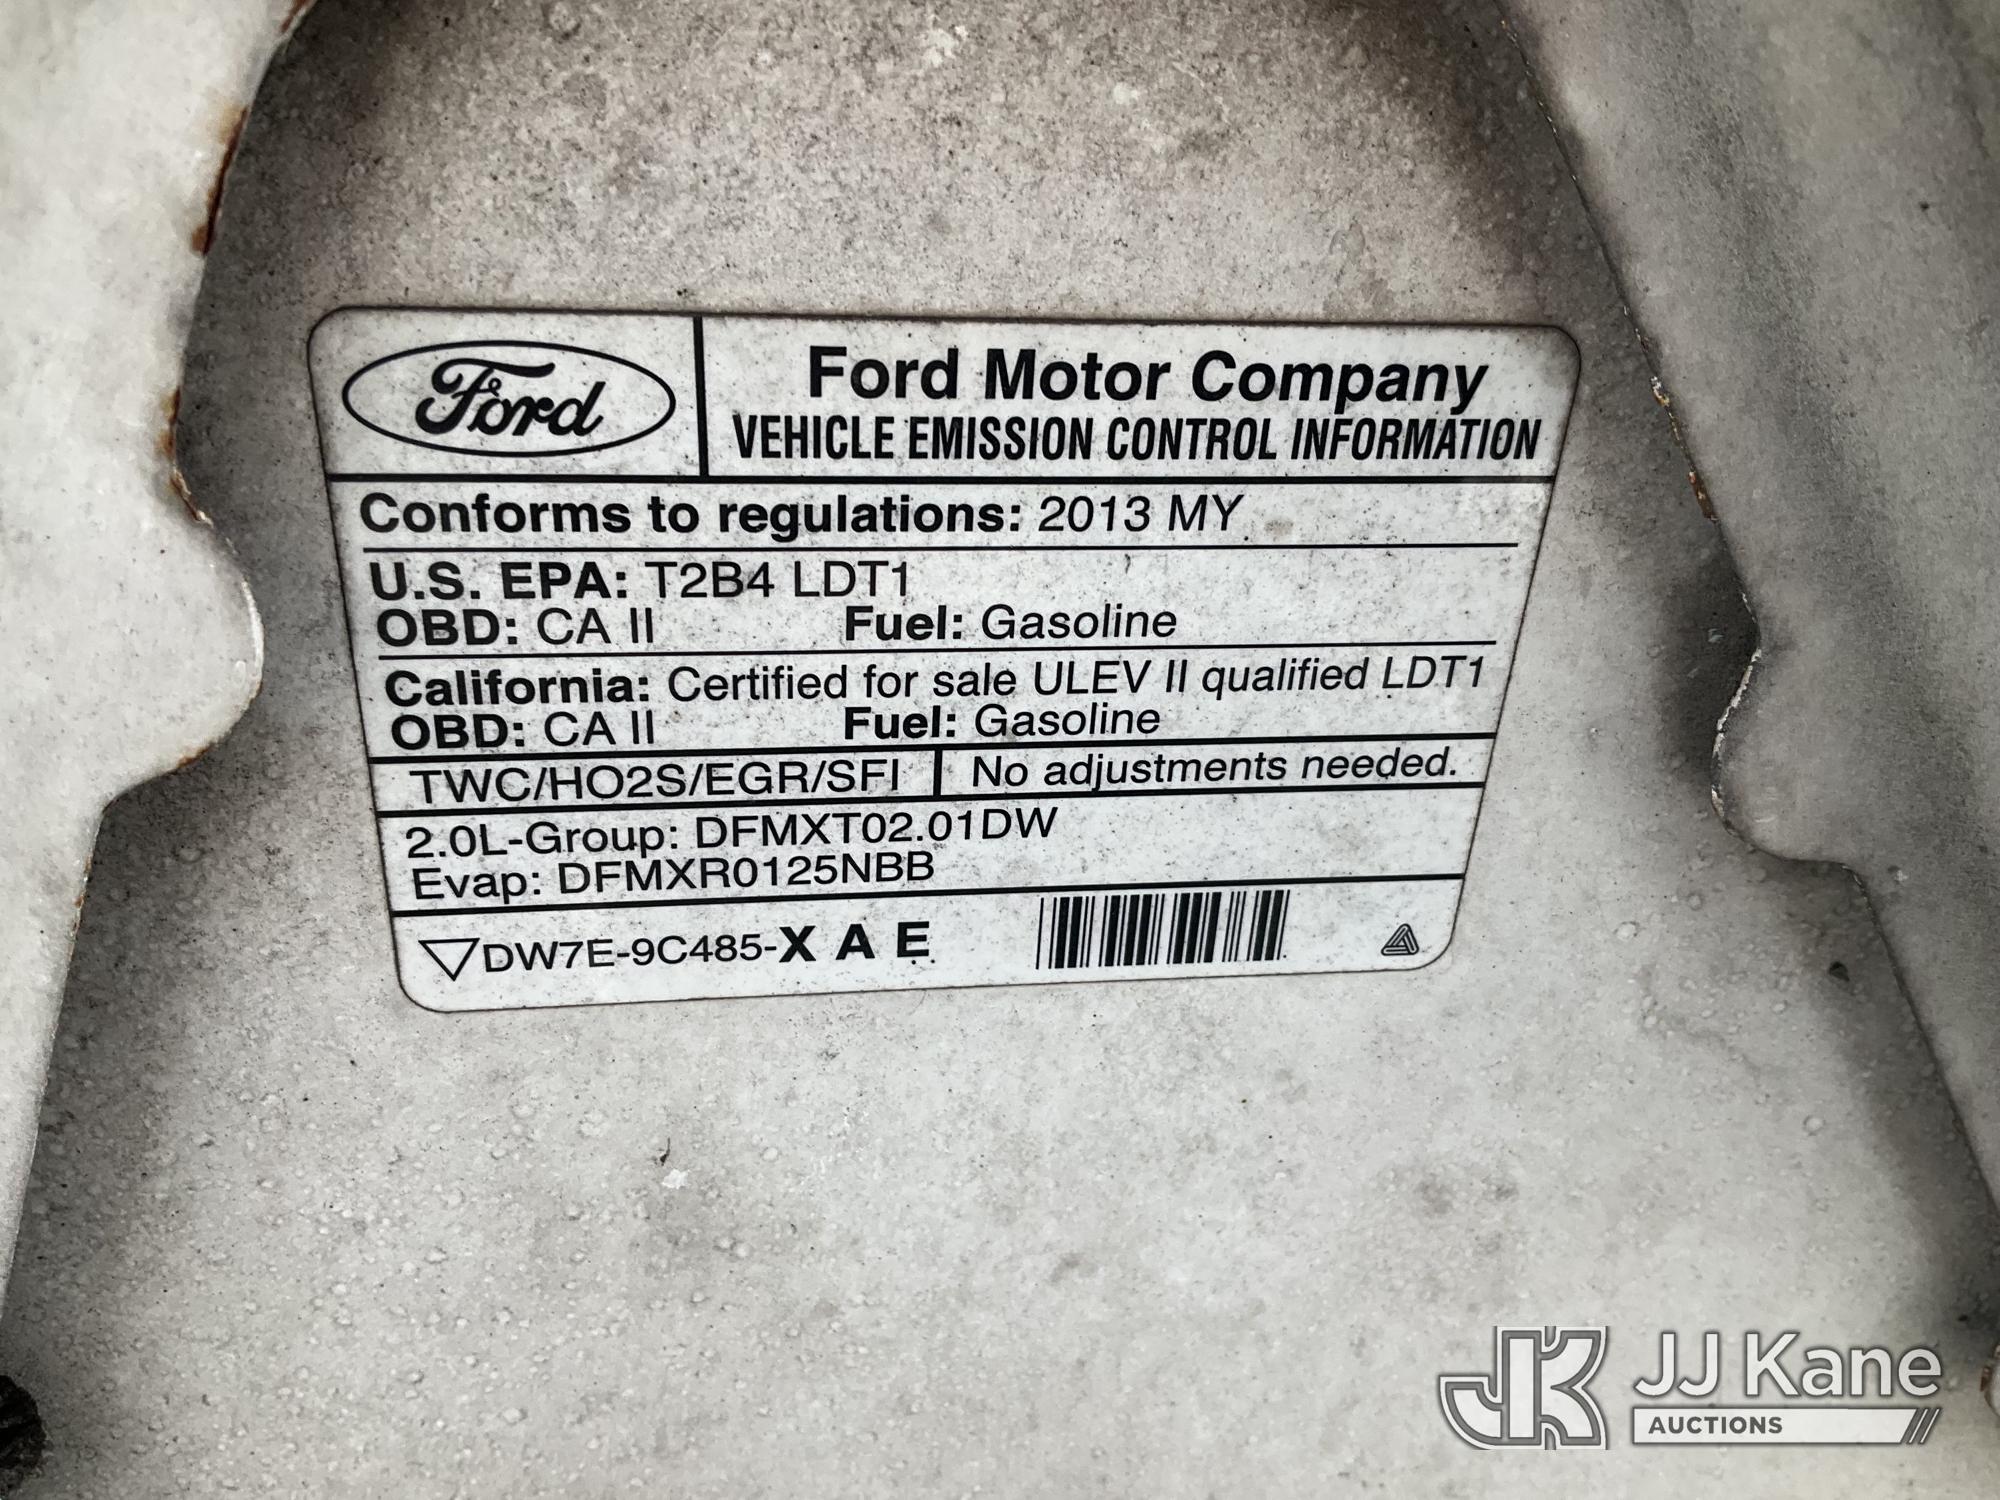 Ford
Ford Motor Company
VEHICLE EMISSION CONTROL INFORMATION
Conforms to regulations: 2013 MY
U.S. EPA: T2B4 LDT1
OBD: CA II Fuel: Gasoline
California: Certified for sale ULEV II qualified LDT1
OBD: CA II Fuel: Gasoline
TWC/HO2S/EGR/SFI No adjustments needed.
2.0L-Group: DFMXT02.01DW
Evap: DFMXR0125NBB
DW7E-9C485-X A E
JK JJ Kane
AUCTIONS